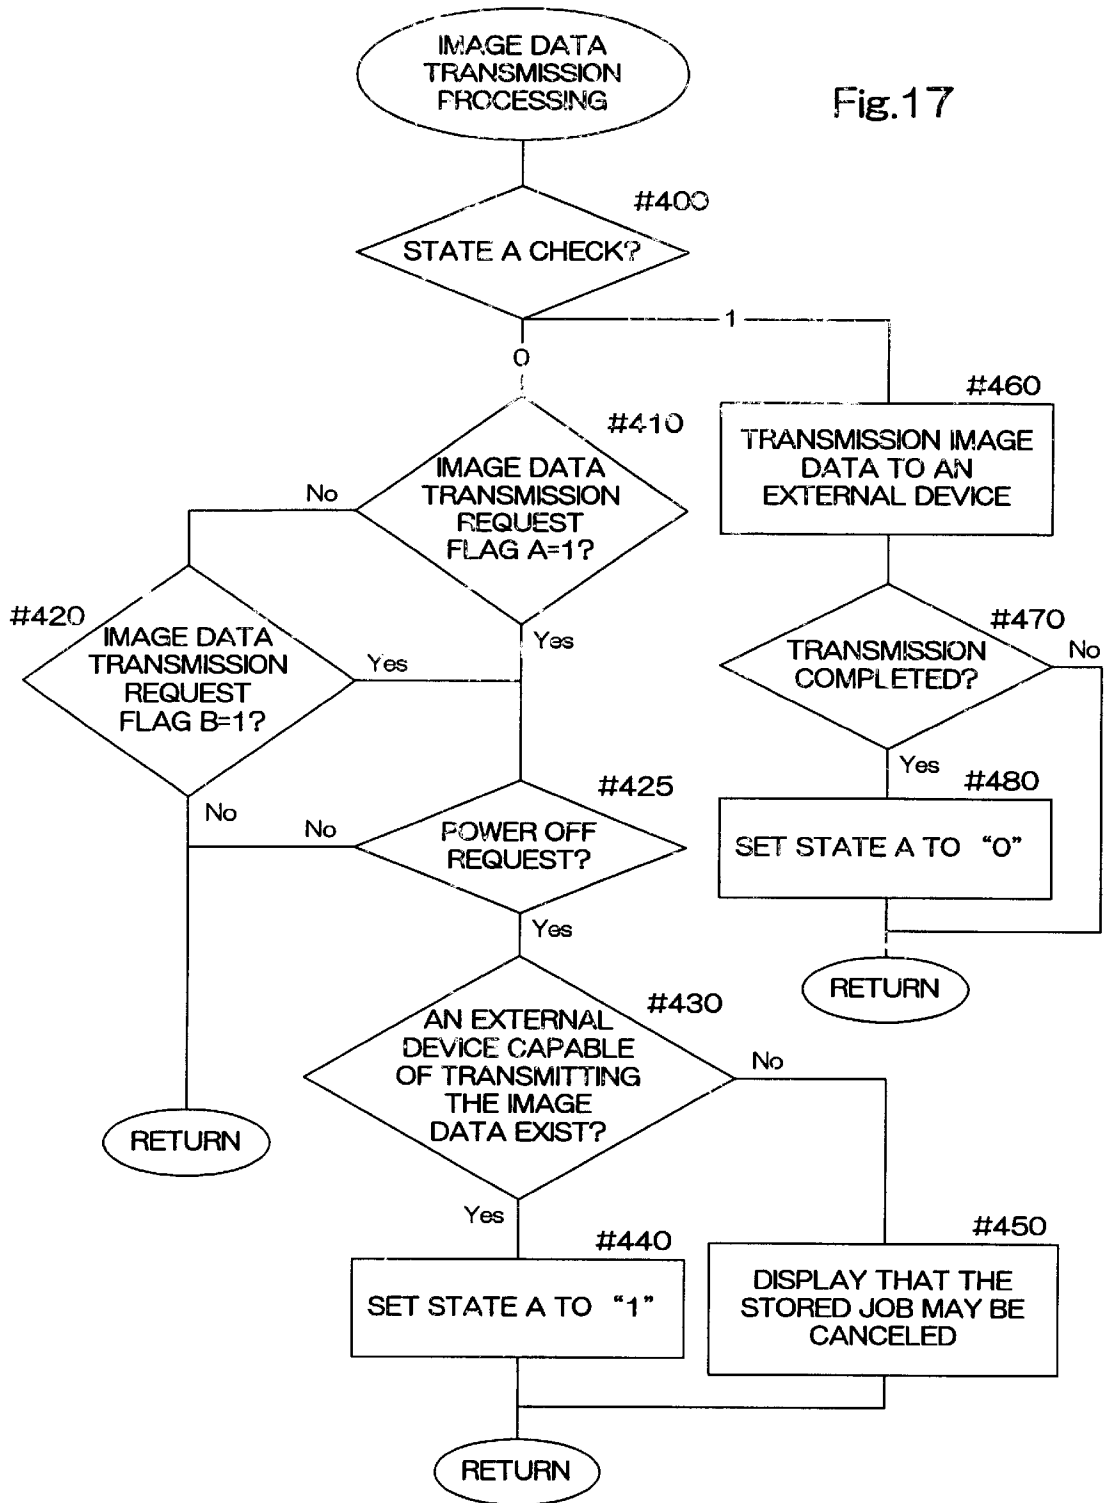 IMAGE DATA
TRANSMISSION
PROCESSING
Fig.17
#400
STATE A CHECK?
1
0
#410
IMAGE DATA
TRANSMISSION
REQUEST
FLAG A=1?
No
Yes
#460
TRANSMISSION IMAGE
DATA TO AN
EXTERNAL DEVICE
#420
IMAGE DATA
TRANSMISSION
REQUEST
FLAG B=1?
Yes
No
#470
TRANSMISSION
COMPLETED?
No
Yes
#425
POWER OFF
REQUEST?
No
Yes
#480
SET STATE A TO "0"
RETURN
#430
AN EXTERNAL
DEVICE CAPABLE
OF TRANSMITTING
THE IMAGE
DATA EXIST?
No
Yes
RETURN
#440
SET STATE A TO "1"
#450
DISPLAY THAT THE
STORED JOB MAY BE
CANCELED
RETURN